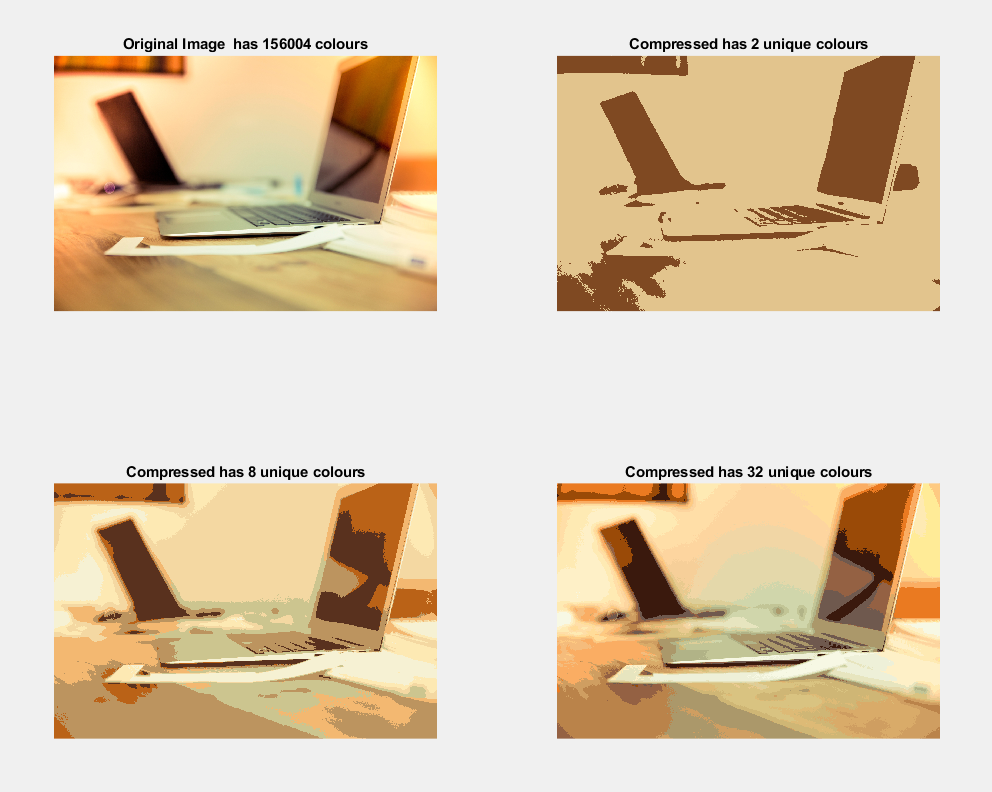 Original Image  has 156004 colours
Compressed has 2 unique colours
Compressed has 8 unique colours
Compressed has 32 unique colours